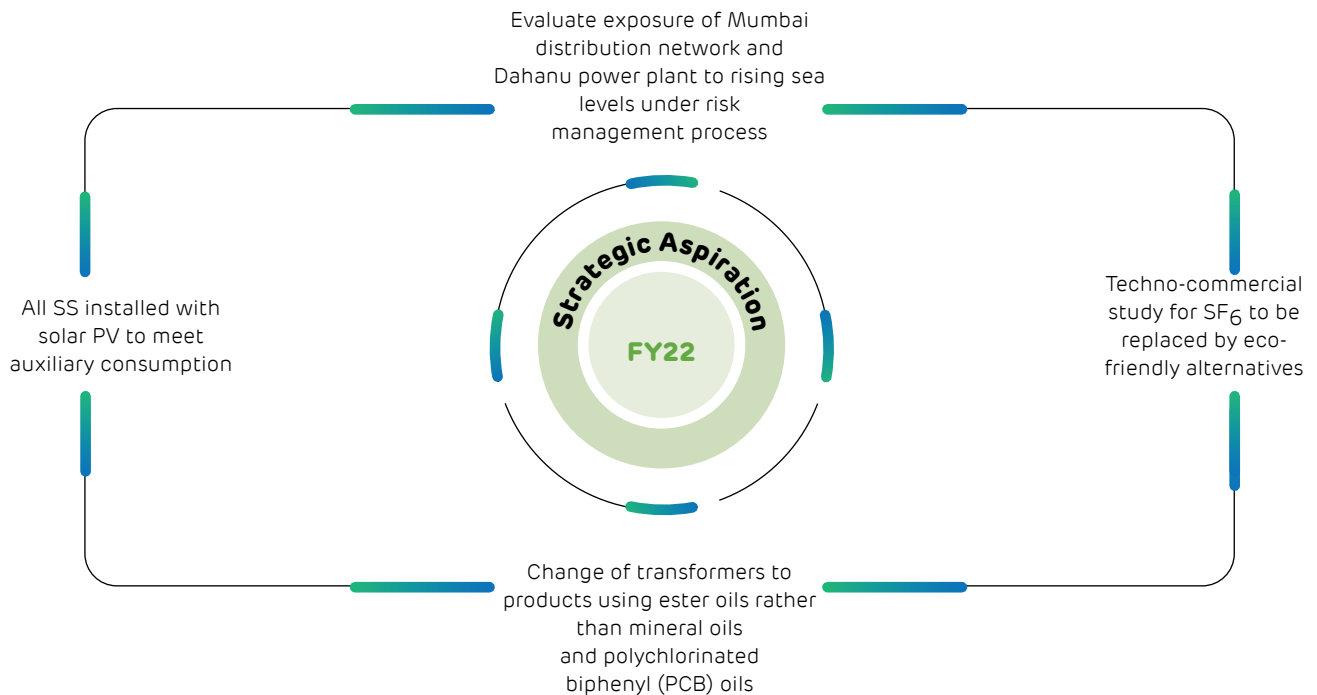 Evaluate exposure of Mumbai
distribution network and
Dahanu power plant to rising sea
levels under risk
management process
Strategic Aspiration
FY22
All SS installed with
solar PV to meet
auxiliary consumption
Techno-commercial
study for SF6 to be
replaced by eco-
friendly alternatives
Change of transformers to
products using ester oils rather
than mineral oils
and polychlorinated
biphenyl (PCB) oils